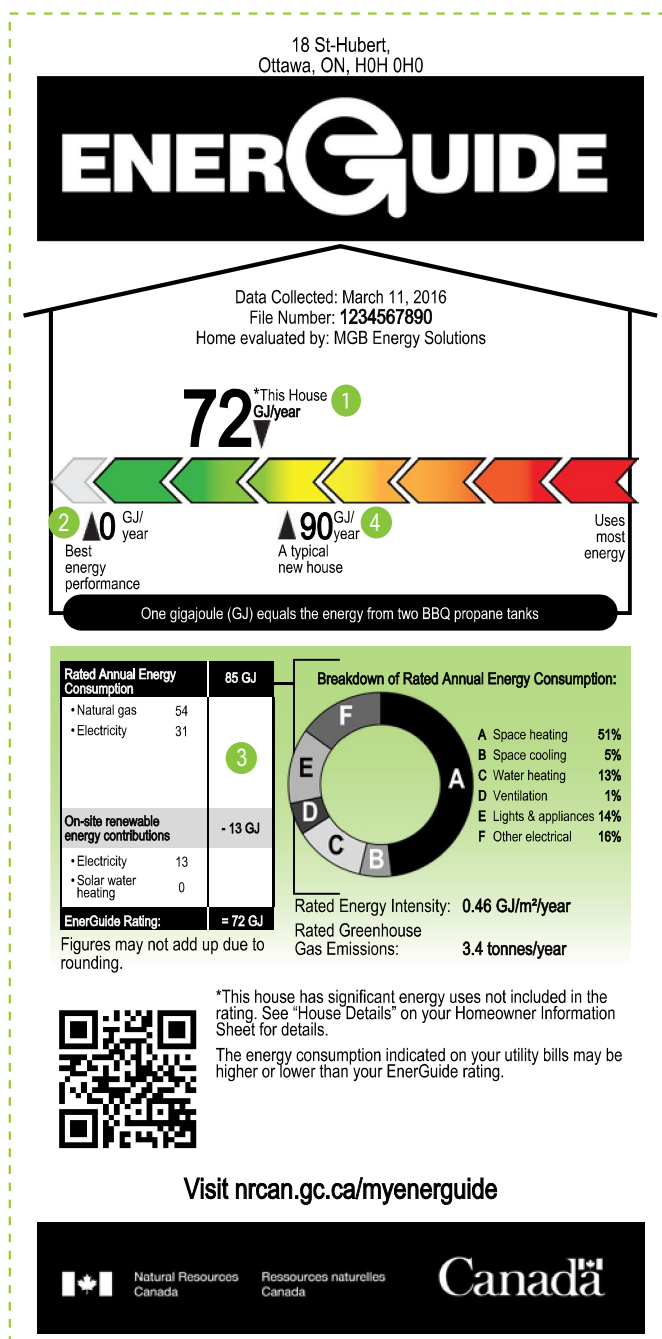 18 St-Hubert,
Ottawa, ON, H0H 0H0
ENERGUIDE
Data Collected: March 11, 2016
File Number: 1234567890
Home evaluated by: MGB Energy Solutions
72
*This House
GJ/year
1
2
0 GJ/
year
Best
energy
performance
90 GJ/
year
4
A typical
new house
Uses
most
energy
One gigajoule (GJ) equals the energy from two BBQ propane tanks
Rated Annual Energy
Consumption
85 GJ
• Natural gas 54
• Electricity 31
3
On-site renewable
energy contributions
- 13 GJ
• Electricity 13
• Solar water
heating 0
EnerGuide Rating: = 72 GJ
Figures may not add up due to
rounding.
Breakdown of Rated Annual Energy Consumption:
F
E
D
C
B
A
A Space heating 51%
B Space cooling 5%
C Water heating 13%
D Ventilation 1%
E Lights & appliances 14%
F Other electrical 16%
Rated Energy Intensity: 0.46 GJ/m²/year
Rated Greenhouse
Gas Emissions: 3.4 tonnes/year
*This house has significant energy uses not included in the
rating. See “House Details” on your Homeowner Information
Sheet for details.
The energy consumption indicated on your utility bills may be
higher or lower than your EnerGuide rating.
Visit nrcan.gc.ca/myenerguide
Natural Resources
Canada
Ressources naturelles
Canada
Canada